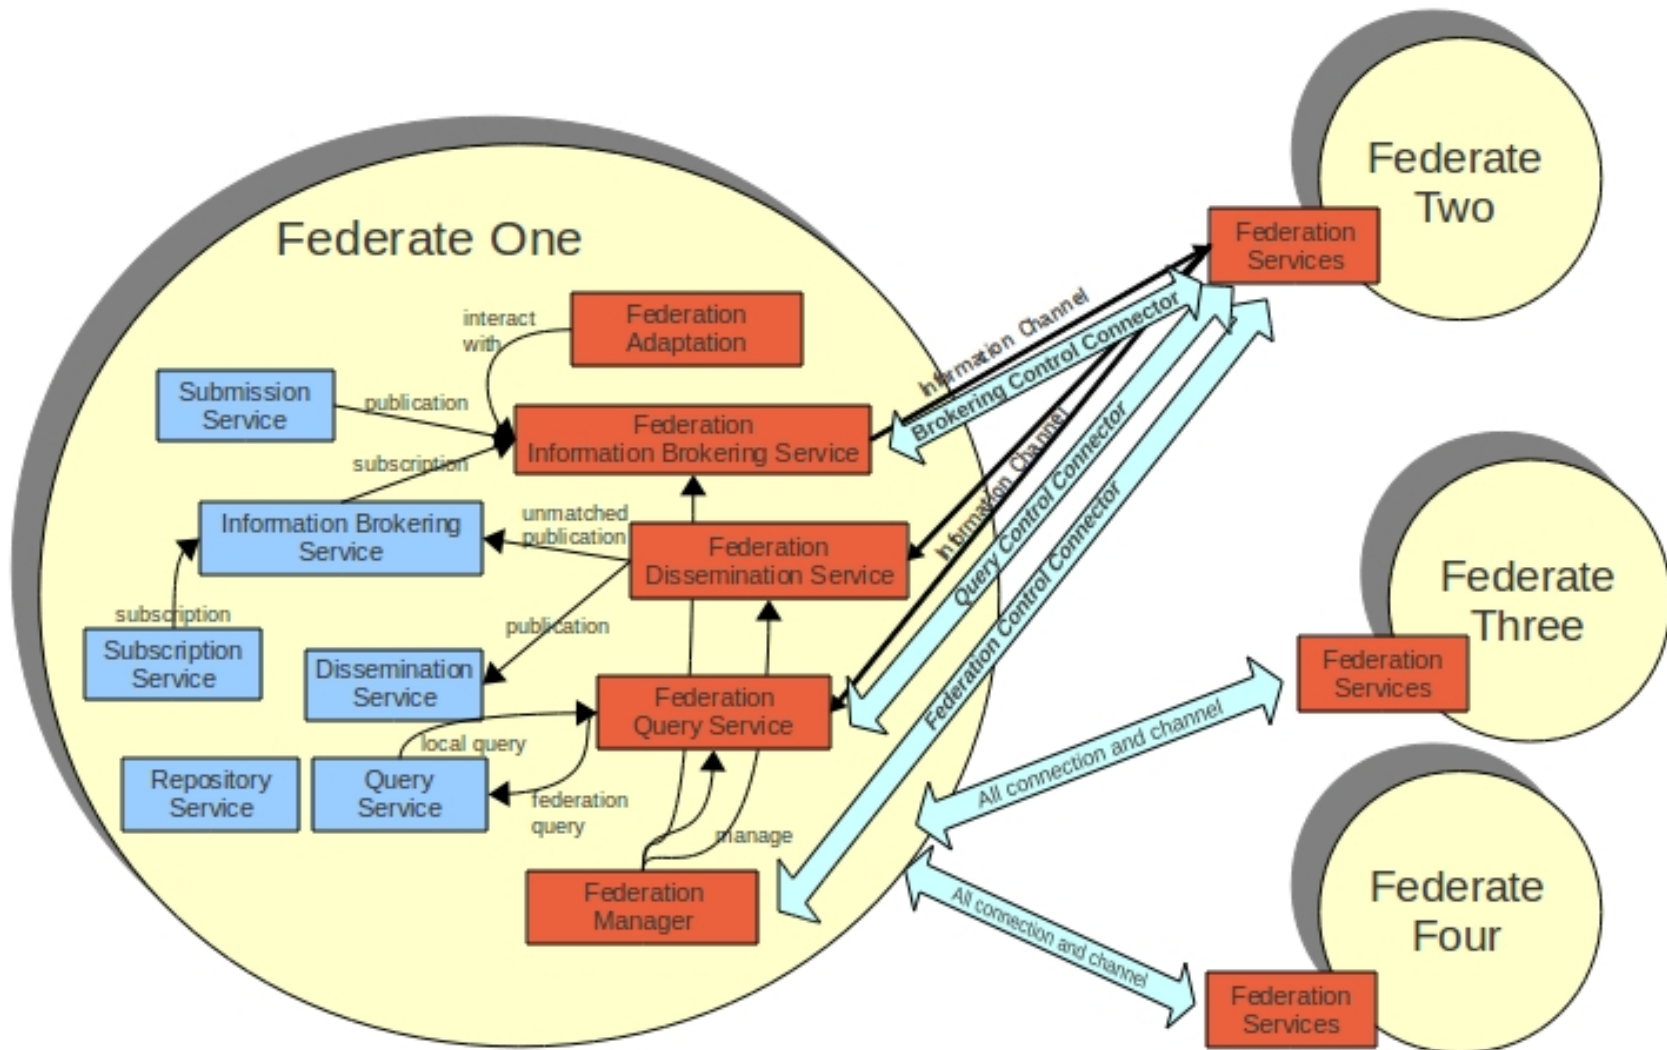 Federate
Two
Federation
Services
Federate One
Federation
Adaptation
interact
with
Submission
Service
publication
Federation
Information Brokering Service
subscription
Information Brokering
Service
unmatched
publication
Federation
Dissemination Service
subscription
Subscription
Service
publication
Dissemination
Service
Federation
Query Service
local query
Repository
Service
Query
Service
federation
query
manage
Federation
Manager
Information Channel
Brokering Control Connector
Information Channel
Query Control Connector
Federation Control Connector
Federate
Three
Federation
Services
All connection and channel
Federate
Four
All connection and channel
Federation
Services